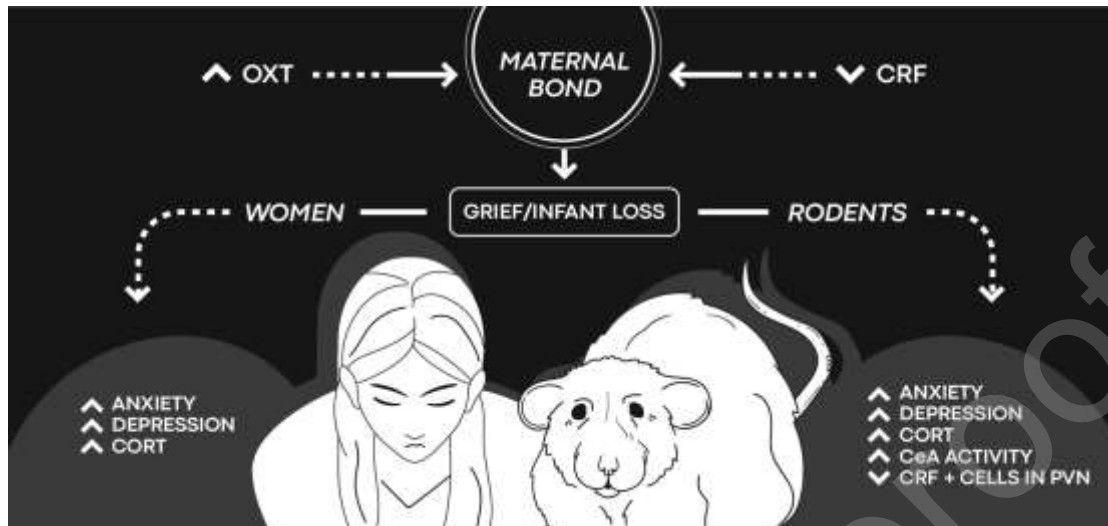 MATERNAL
BOND
OXT
CRF
WOMEN
GRIEF/INFANT LOSS
RODENTS
ANXIETY
DEPRESSION
CORT
ANXIETY
DEPRESSION
CORT
CeA ACTIVITY
CRF + CELLS IN PVN